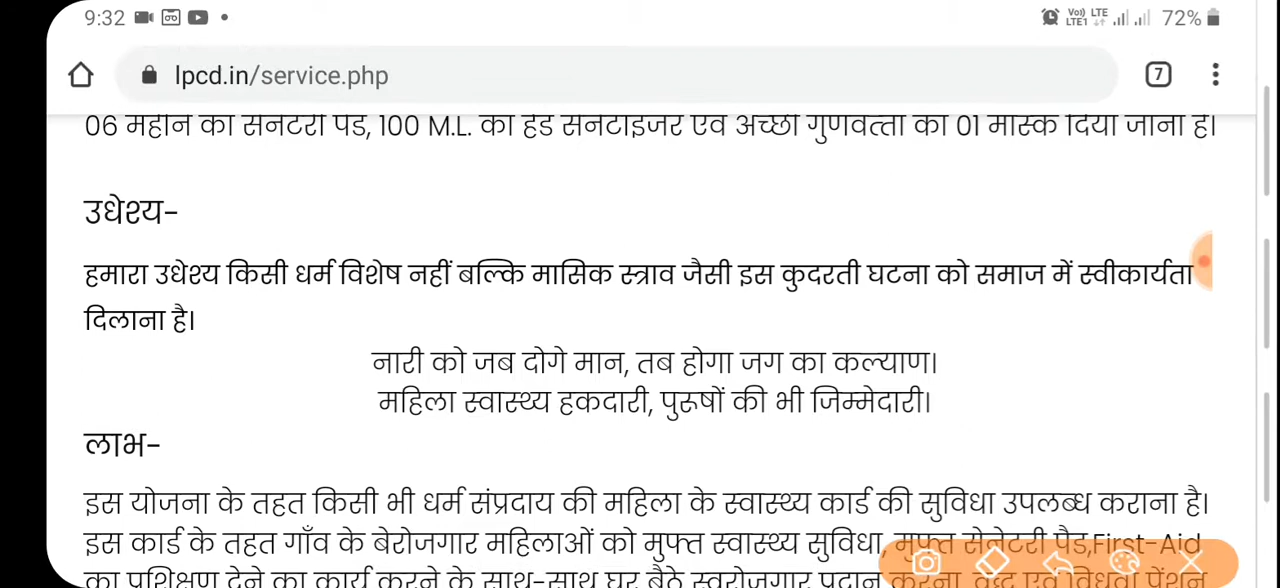 9:32
Vo)) LTE
LTE1
72%
lpcd.in/service.php
7
06 महीने का सेनेटरी पैड, 100 M.L. का हैंड सेनेटाइजर एवं अच्छी गुणवत्ता का 01 मास्क दिया जाना है।
उधेश्य-
हमारा उधेश्य किसी धर्म विशेष नहीं बल्कि मासिक स्त्राव जैसी इस कुदरती घटना को समाज में स्वीकार्यता
दिलाना है।
नारी को जब दोगे मान, तब होगा जग का कल्याण।
महिला स्वास्थ्य हकदारी, पुरूषों की भी जिम्मेदारी।
लाभ-
इस योजना के तहत किसी भी धर्म संप्रदाय की महिला के स्वास्थ्य कार्ड की सुविधा उपलब्ध कराना है।
इस कार्ड के तहत गाँव के बेरोजगार महिलाओं को मुफ्त स्वास्थ्य सुविधा, मुफ्त सेनेटरी पैड,First-Aid
का प्रशिक्षण देने का कार्य करने के साथ-साथ घर बैठे स्वरोजगार प्रदान करना, वृद्ध एवं विधवा पेंशन